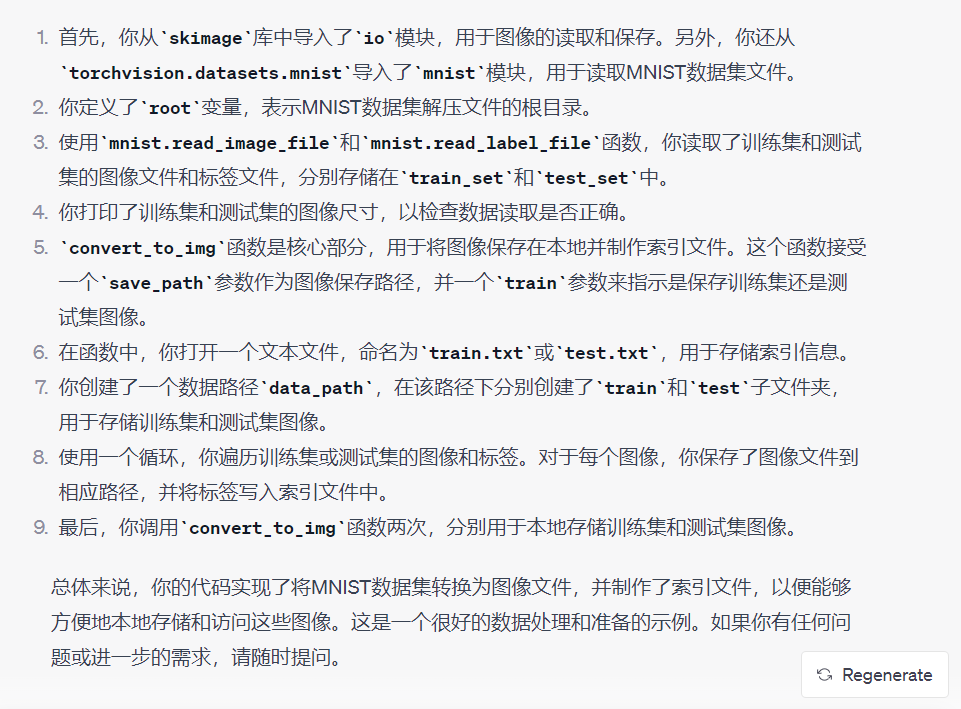 1. 首先，你从`skimage`库中导入了`io`模块，用于图像的读取和保存。另外，你还从
`torchvision.datasets.mnist`导入了`mnist`模块，用于读取MNIST数据集文件。
2. 你定义了`root`变量，表示MNIST数据集解压文件的根目录。
3. 使用`mnist.read_image_file`和`mnist.read_label_file`函数，你读取了训练集和测试
集的图像文件和标签文件，分别存储在`train_set`和`test_set`中。
4. 你打印了训练集和测试集的图像尺寸，以检查数据读取是否正确。
5. `convert_to_img`函数是核心部分，用于将图像保存在本地并制作索引文件。这个函数接受
一个`save_path`参数作为图像保存路径，并一个`train`参数来指示是保存训练集还是测
试集图像。
6. 在函数中，你打开一个文本文件，命名为`train.txt`或`test.txt`，用于存储索引信息。
7. 你创建了一个数据路径`data_path`，在该路径下分别创建了`train`和`test`子文件夹，
用于存储训练集和测试集图像。
8. 使用一个循环，你遍历训练集或测试集的图像和标签。对于每个图像，你保存了图像文件到
相应路径，并将标签写入索引文件中。
9. 最后，你调用`convert_to_img`函数两次，分别用于本地存储训练集和测试集图像。
总体来说，你的代码实现了将MNIST数据集转换为图像文件，并制作了索引文件，以便能够
方便地本地存储和访问这些图像。这是一个很好的数据处理和准备的示例。如果你有任何问
题或进一步的需求，请随时提问。
Regenerate